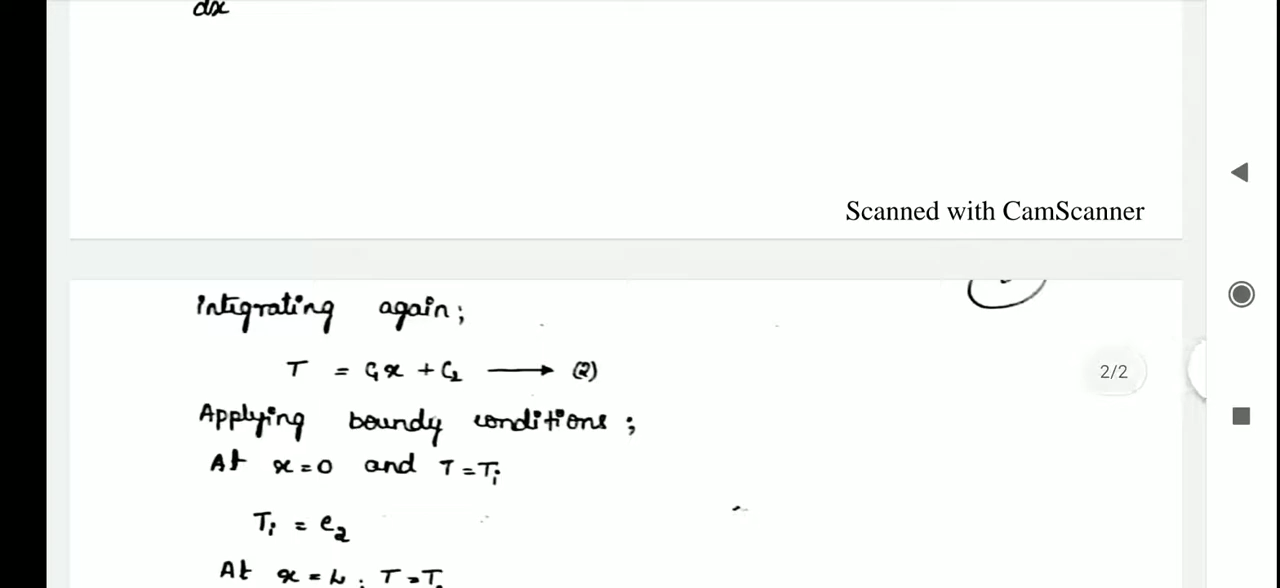 dx
Scanned with CamScanner
integrating again;
T = C₁x + C₂ ⟶ (2)
2/2
Applying boundy conditions;
At x=0 and T=Ti
Ti = C₂
At x = L; T=T